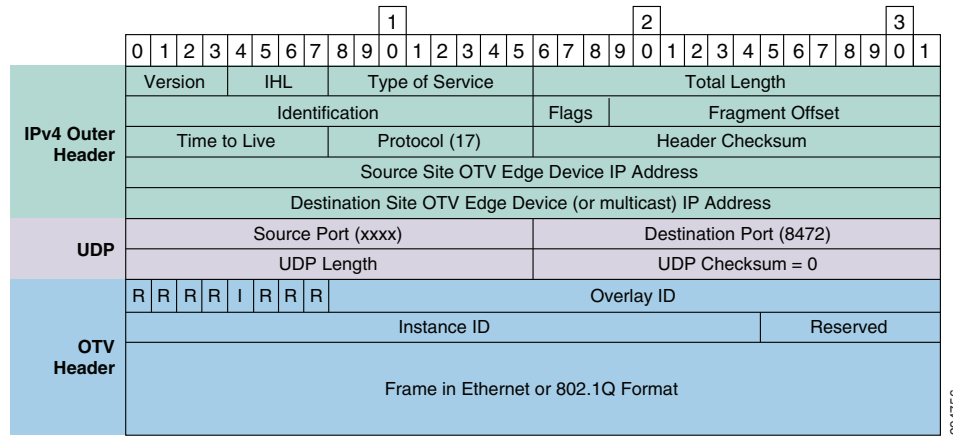 1 2 3
0 1 2 3 4 5 6 7 8 9 0 1 2 3 4 5 6 7 8 9 0 1 2 3 4 5 6 7 8 9 0 1
Version IHL Type of Service Total Length
Identification Flags Fragment Offset
IPv4 Outer
Header
Time to Live Protocol (17) Header Checksum
Source Site OTV Edge Device IP Address
Destination Site OTV Edge Device (or multicast) IP Address
UDP
Source Port (xxxx) Destination Port (8472)
UDP Length UDP Checksum = 0
R R R R I R R R Overlay ID
Instance ID Reserved
OTV
Header
Frame in Ethernet or 802.1Q Format